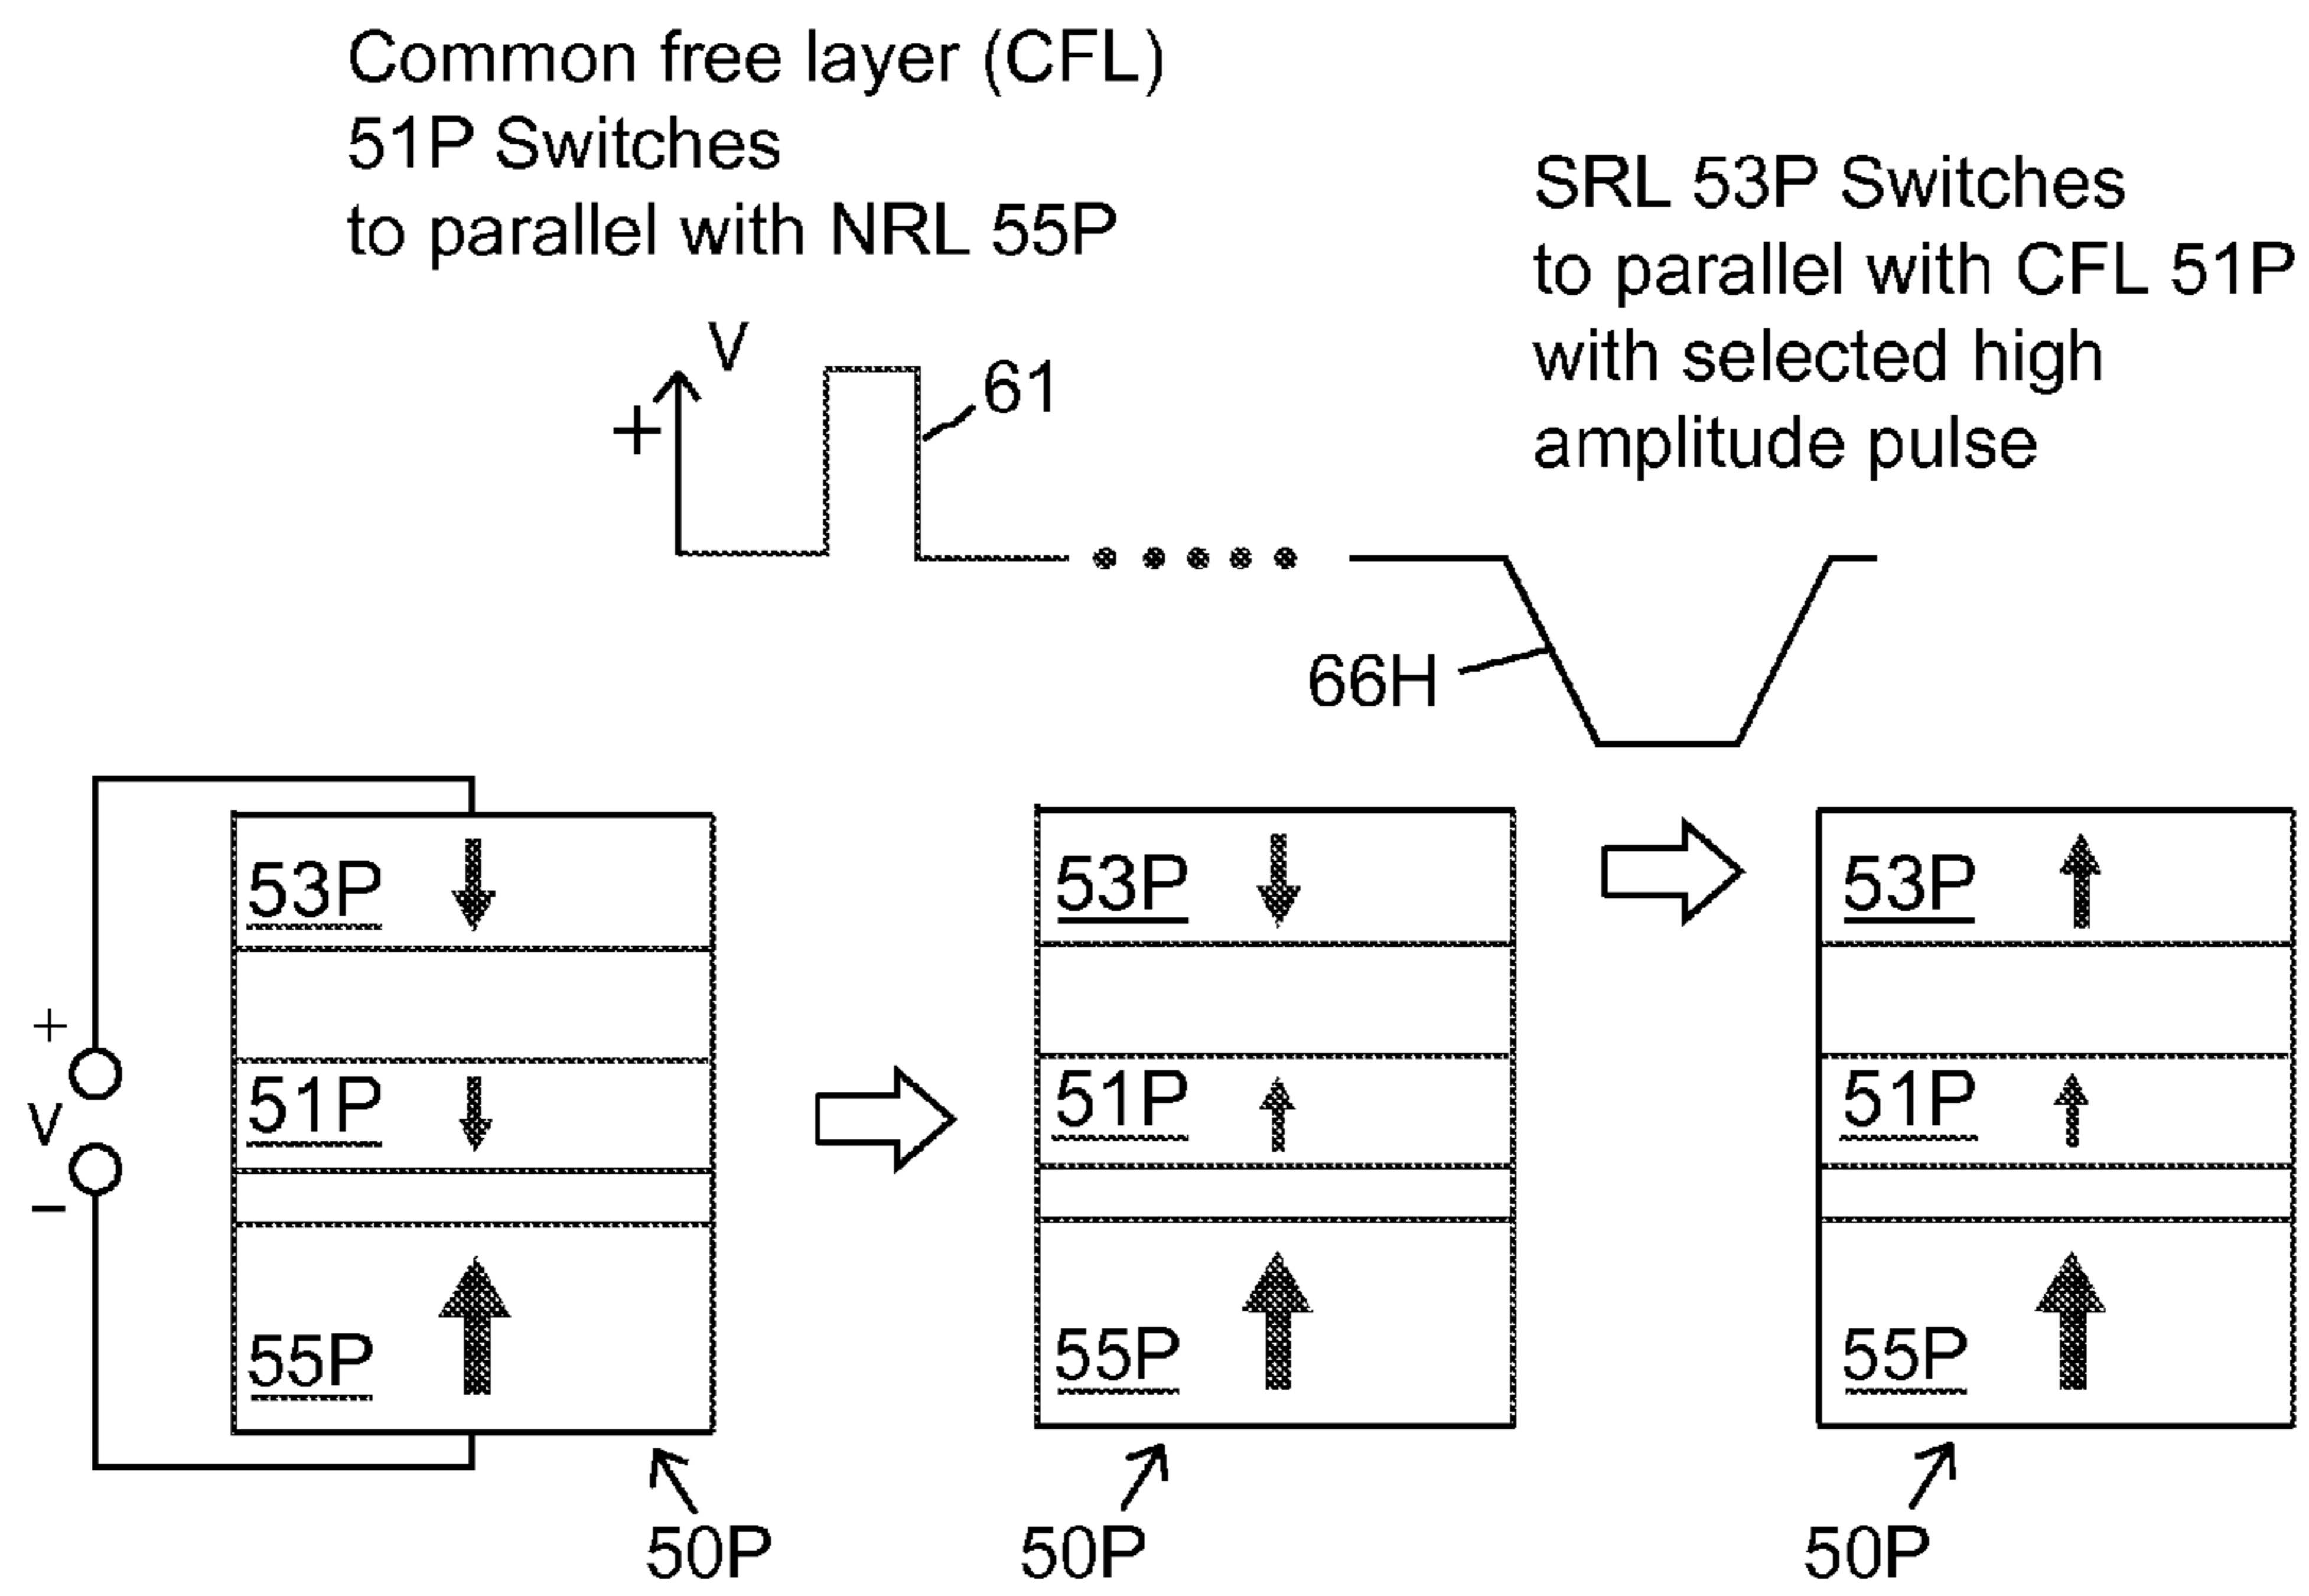 Common free layer (CFL)
51P Switches
to parallel with NRL 55P
SRL 53P Switches
to parallel with CFL 51P
with selected high
amplitude pulse
V
+
61
66H
53P
51P
55P
+
V
-
50P
53P
51P
55P
50P
53P
51P
55P
50P